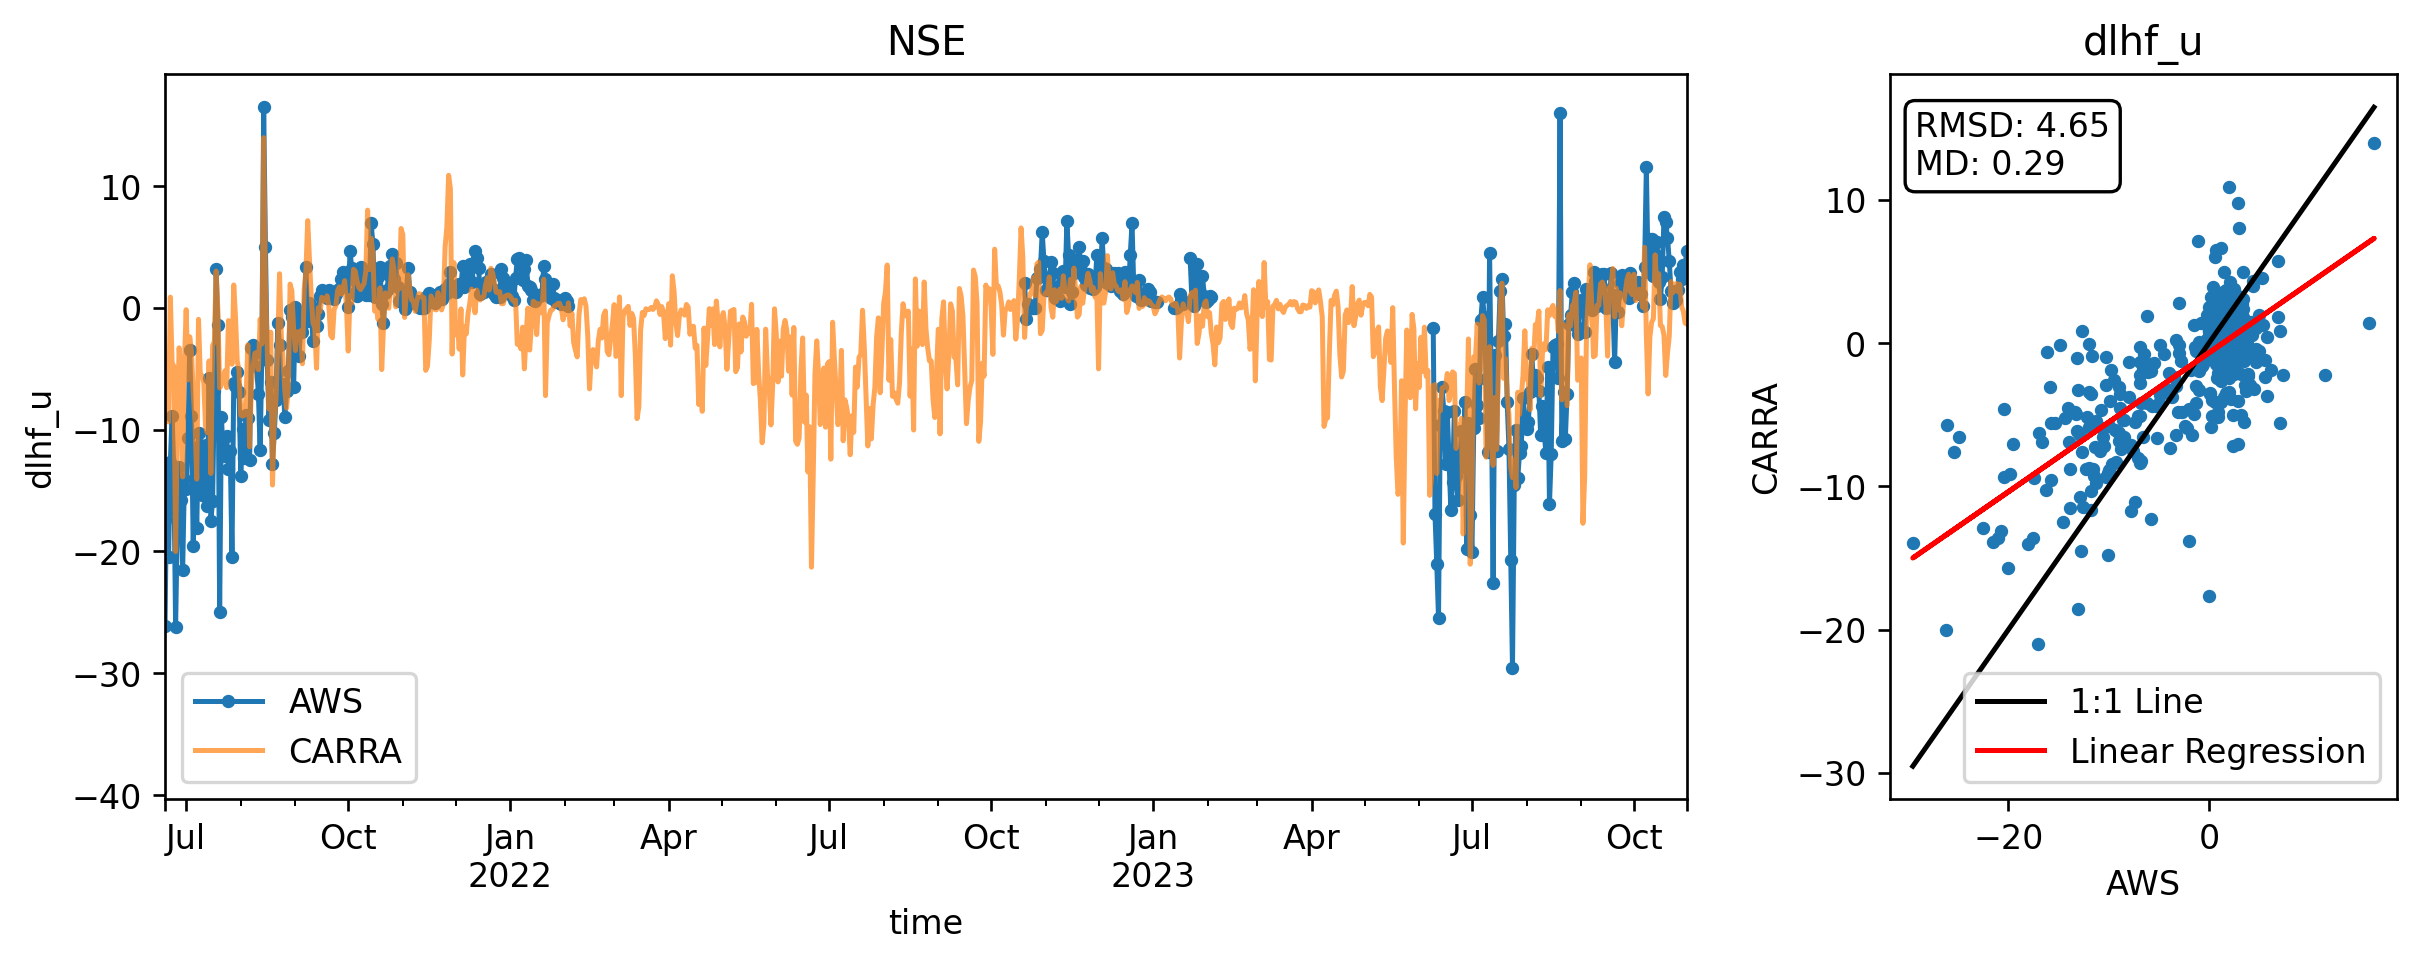 NSE
dlhf_u
10
0
−10
−20
−30
−40
AWS
CARRA
Jul
Oct
Jan
2022
Apr
Jul
Oct
Jan
2023
Apr
Jul
Oct
time
dlhf_u
RMSD: 4.65
MD: 0.29
CARRA
10
0
−10
−20
−30
1:1 Line
Linear Regression
−20
0
AWS